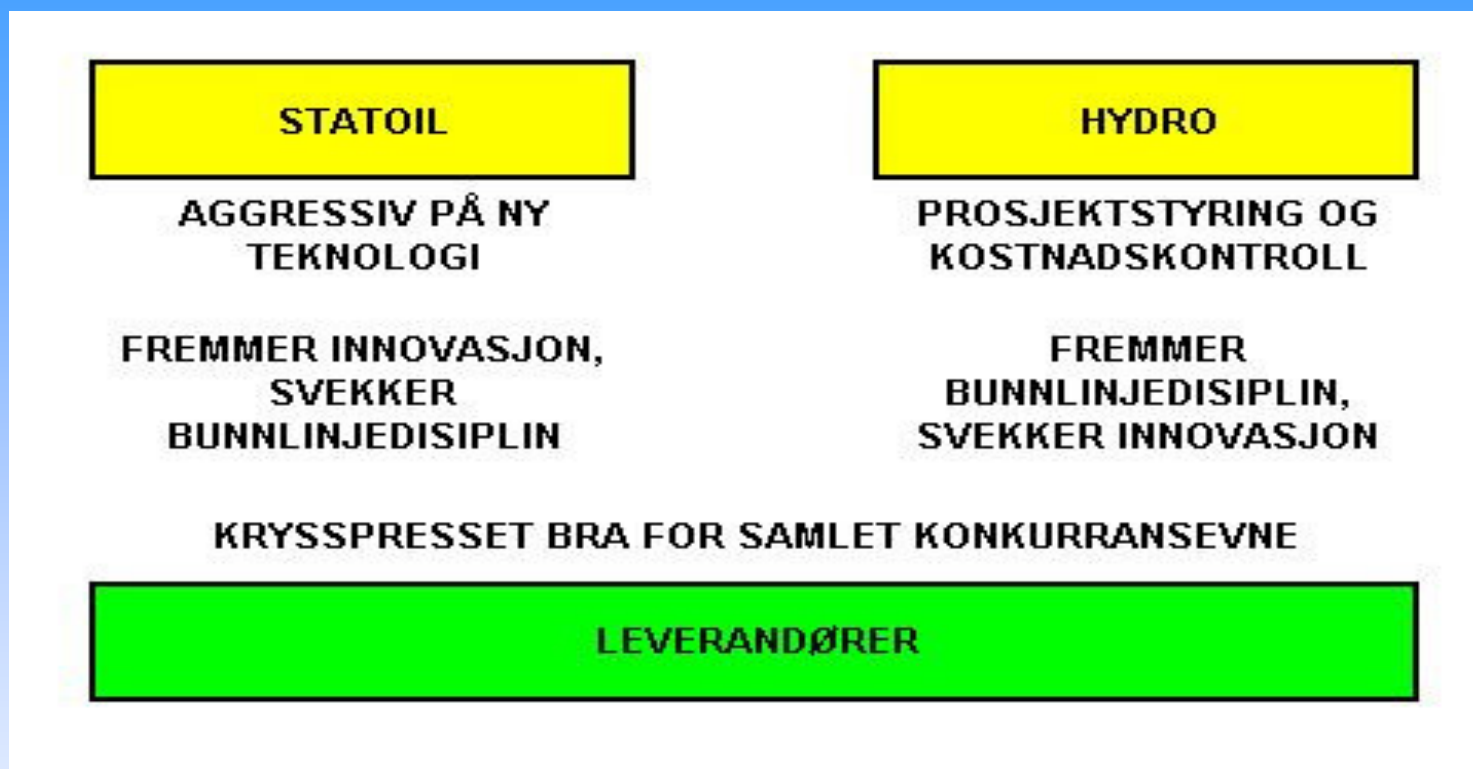 STATOIL
AGGRESSIV PÅ NY
TEKNOLOGI
FREMMER INNOVASJON,
SVEKKER
BUNNLINJEDISIPLIN
HYDRO
PROSJEKTSTYRING OG
KOSTNADSKONTROLL
FREMMER
BUNNLINJEDISIPLIN,
SVEKKER INNOVASJON
KRYSSPRESSET BRA FOR SAMLET KONKURRANSEVNE
LEVERANDØRER